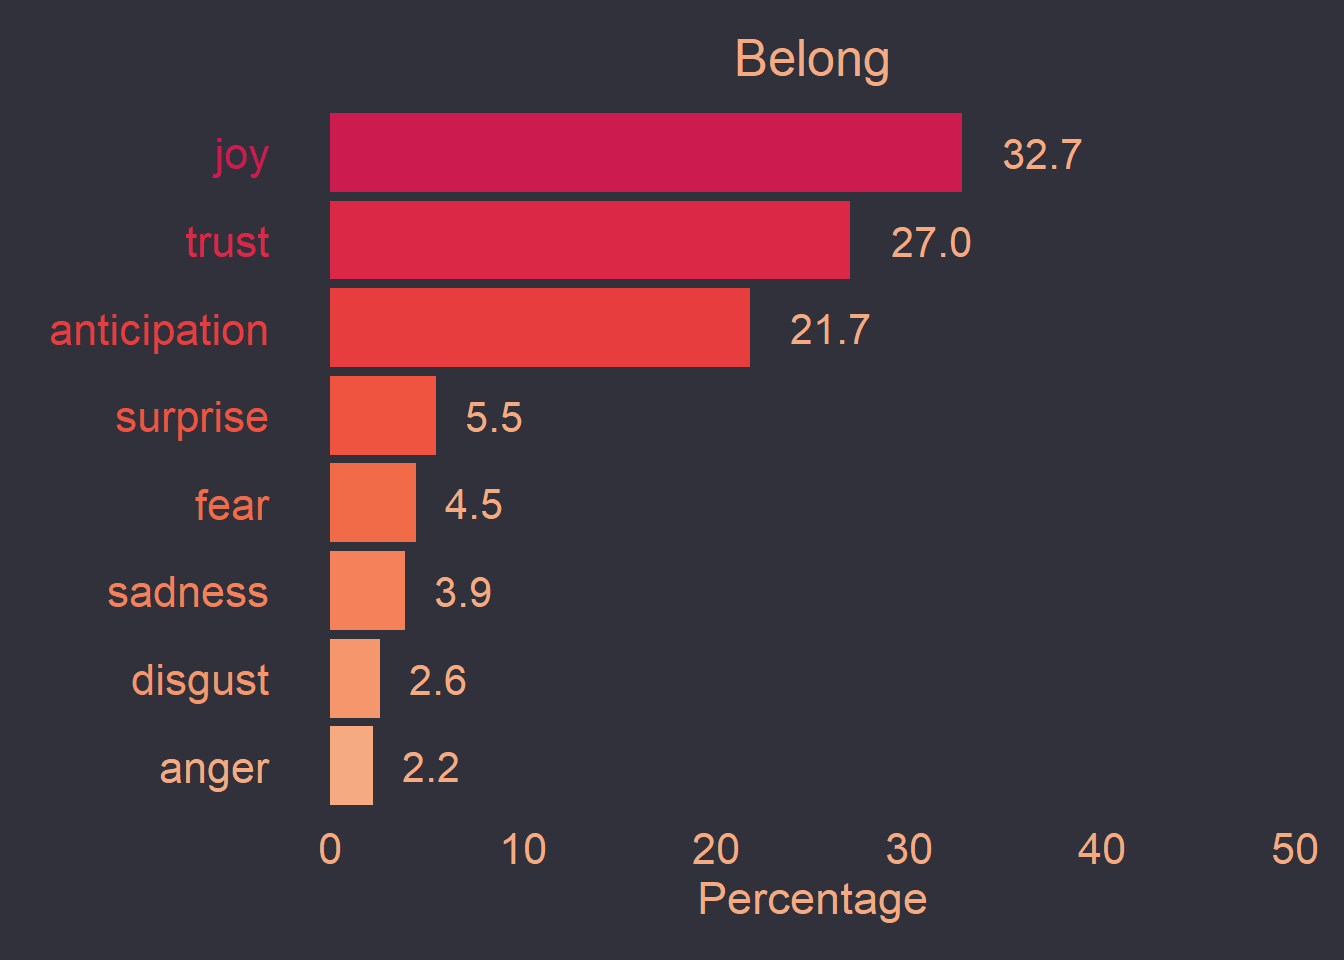 Belong
joy 32.7
trust 27.0
anticipation 21.7
surprise 5.5
fear 4.5
sadness 3.9
disgust 2.6
anger 2.2
0 10 20 30 40 50
Percentage